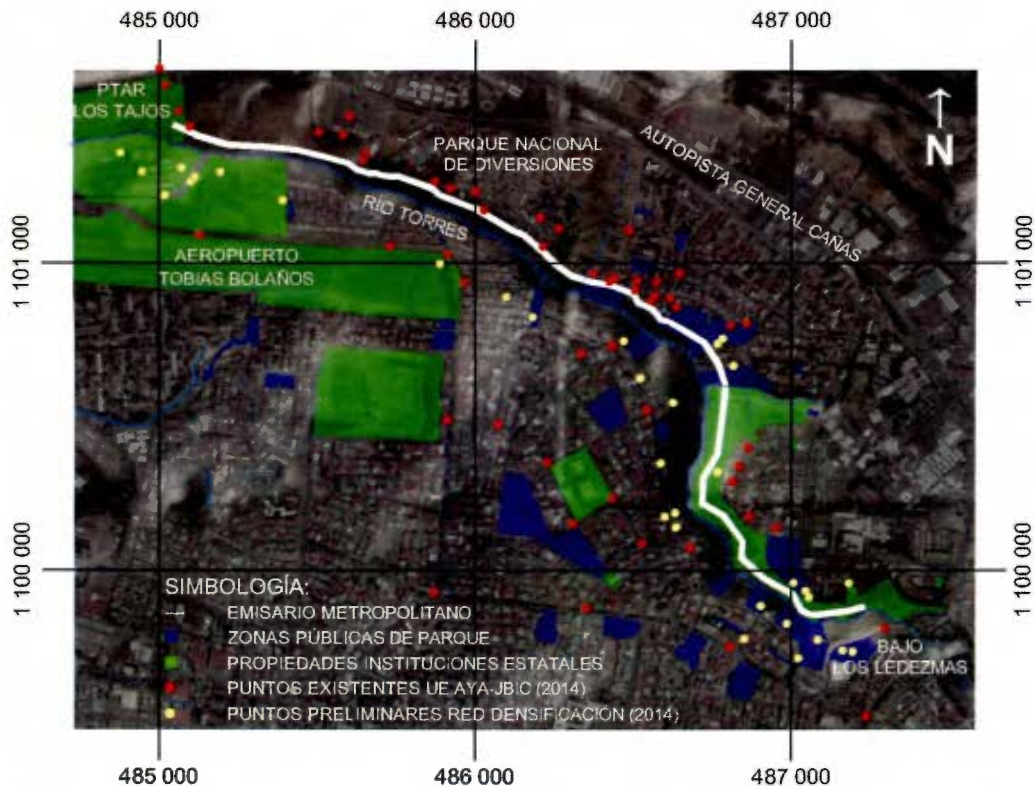 485 000
486 000
487 000
PTAR
LOS TAJOS
PARQUE NACIONAL
DE DIVERSIONES
AUTOPISTA GENERAL CAÑAS
N
RÍO TORRES
1 101 000
1 101 000
AEROPUERTO
TOBIAS BOLAÑOS
1 100 000
1 100 000
SIMBOLOGÍA:
EMISARIO METROPOLITANO
ZONAS PÚBLICAS DE PARQUE
PROPIEDADES INSTITUCIONES ESTATALES
PUNTOS EXISTENTES UE AYA-JBIC (2014)
PUNTOS PRELIMINARES RED DENSIFICACIÓN (2014)
BAJO
LOS LEDEZMAS
485 000
486 000
487 000